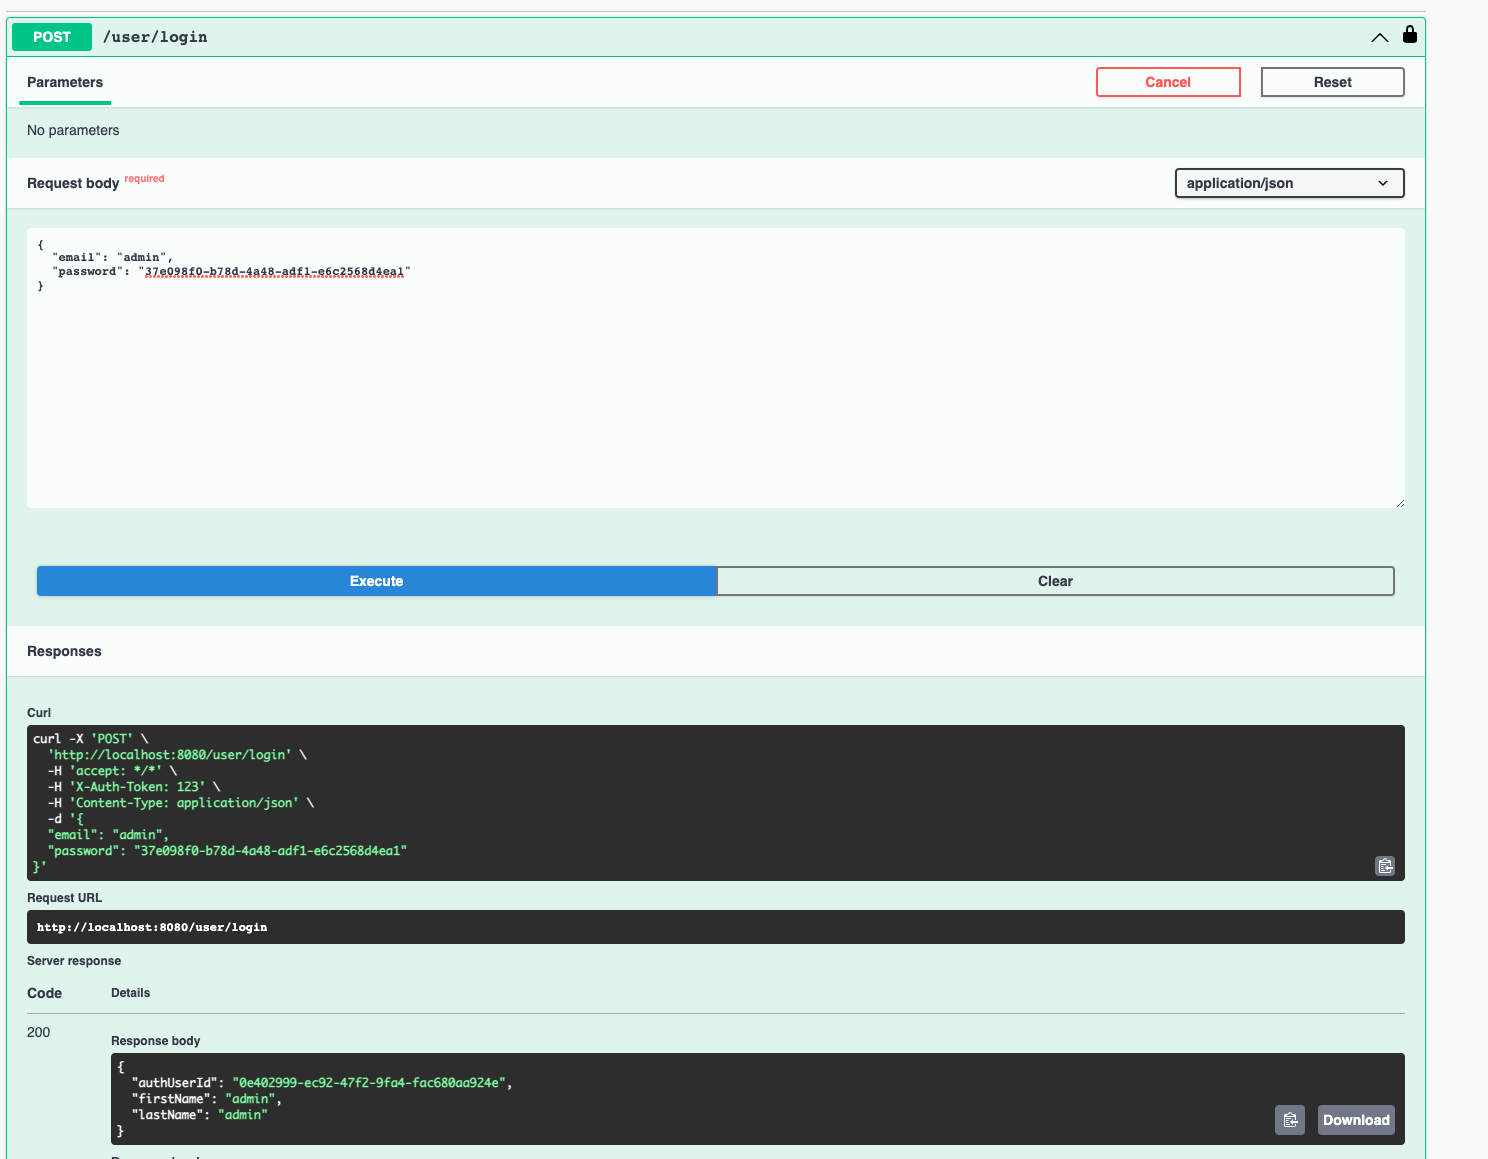 POST /user/login
Parameters
Cancel
Reset
No parameters
Request body required
application/json
{
  "email": "admin",
  "password": "37e098f0-b78d-4a48-adf1-e6c2568d4ea1"
}
Execute
Clear
Responses
Curl
curl -X 'POST' \
  'http://localhost:8080/user/login' \
  -H 'accept: */*' \
  -H 'X-Auth-Token: 123' \
  -H 'Content-Type: application/json' \
  -d '{
  "email": "admin",
  "password": "37e098f0-b78d-4a48-adf1-e6c2568d4ea1"
}'
Request URL
http://localhost:8080/user/login
Server response
Code Details
200
Response body
{
  "authUserId": "0e402999-ec92-47f2-9fa4-fac680aa924e",
  "firstName": "admin",
  "lastName": "admin"
}
Download